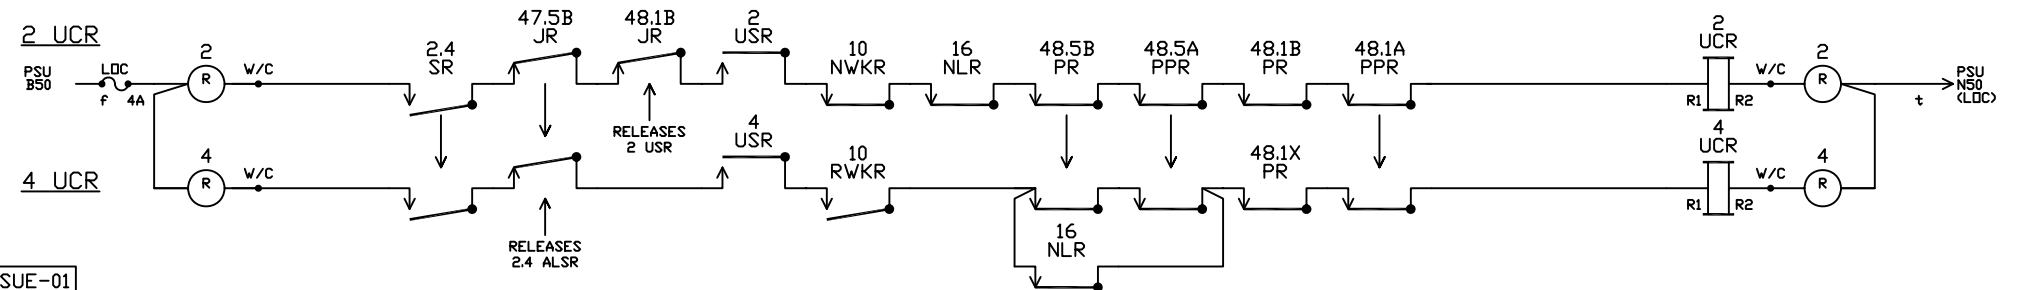 2 UCR
PSU
B50
LOC
f 4A
2
R
W/C
2.4
SR
47.5B
JR
48.1B
JR
2
USR
10
NWKR
16
NLR
48.5B
PR
48.5A
PPR
48.1B
PR
48.1A
PPR
2
UCR
R1 R2
W/C
2
R
t
PSU
N50
(LOC)
RELEASES
2 USR
4 UCR
4
R
W/C
4
USR
10
RWKR
48.1X
PR
4
UCR
R1 R2
W/C
4
R
RELEASES
2.4 ALSR
16
NLR
SUE-01